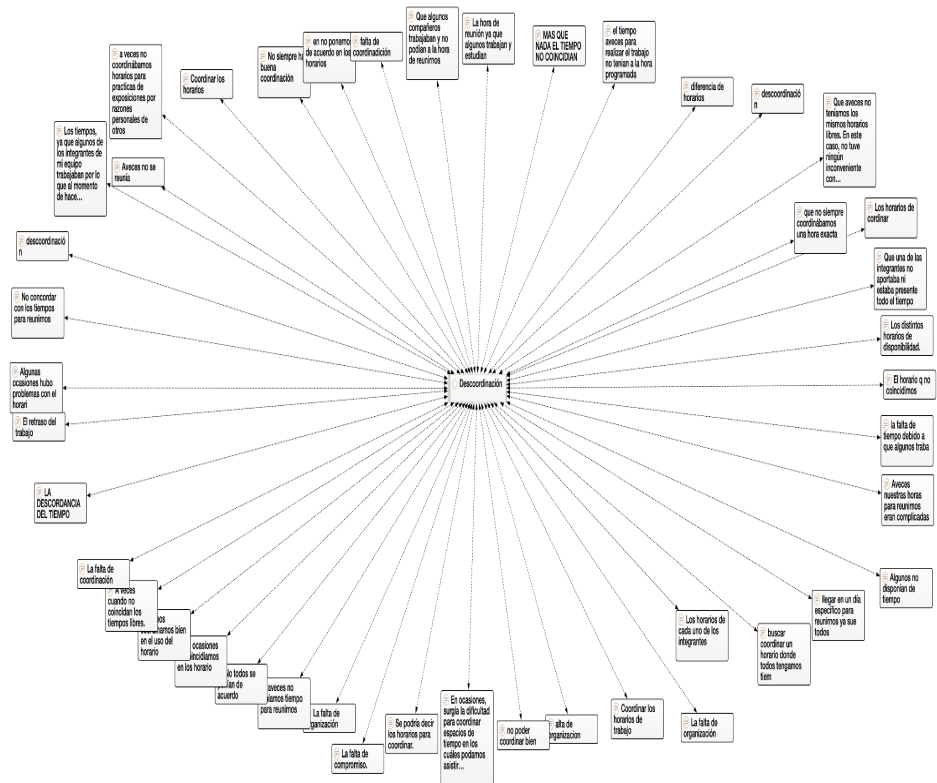 Que algunos
compañeros
trabajaban y no
podían a la hora
de reunirnos
La hora de
reunión ya que
algunos trabajan y
estudian
MAS QUE
NADA EL TIEMPO
NO COINCIDIAN
el tiempo
aveces para
realizar el trabajo
no tenian a la hora
programada
en no ponernos
de acuerdo en los
horarios
falta de
coordinadición
No siempre
buena
coordinación
a veces no
coordinábamos
horarios para
practicas de
exposiciones por
razones
personales de
otros
Coordinar los
horarios
diferencia de
horarios
descoordinació
n
Que aveces no
teníamos los
mismos horarios
libres. En este
caso, no tuve
ningún
inconveniente
con...
Los tiempos,
ya que algunos de
los integrantes de
mi equipo
trabajaban por lo
que al momento
de hace...
Aveces no se
reunía
que no siempre
coordinábamos
una hora exacta
Los horarios de
cordinar
descoordinació
n
Que una de las
integrantes no
aportaba ni
estaba presente
todo el tiempo
No concordar
con los tiempos
para reunirnos
Los distintos
horarios de
disponibilidad.
Algunas
ocasiones hubo
problemas con el
horari
Descoordinación
El horario q no
coincidimos
El retraso del
trabajo
la falta de
tiempo debido a
que algunos traba
Aveces
nuestras horas
para reunirnos
eran complicadas
LA
DESCORDANCIA
DEL TIEMPO
La falta de
coordinación
A veces
cuando no
coincidan los
tiempos libres.
bien
en el uso del
horario
ocasiones
en los horario
No todos se
de
acuerdo
aveces no
tiempo
para reunirnos
La falta de
La falta de
compromiso.
Se podría decir
los horarios para
coordinar.
En ocasiones,
surgía la dificultad
para coordinar
espacios de
tiempo en los
cuáles podamos
asistir...
no poder
coordinar bien
alta de
organizacion
Coordinar los
horarios de
trabajo
La falta de
organización
Los horarios de
cada uno de los
integrantes
buscar
coordinar un
horario donde
todos tengamos
tiem
llegar en un día
especifico para
reunirnos ya sue
todos
Algunos no
disponían de
tiempo